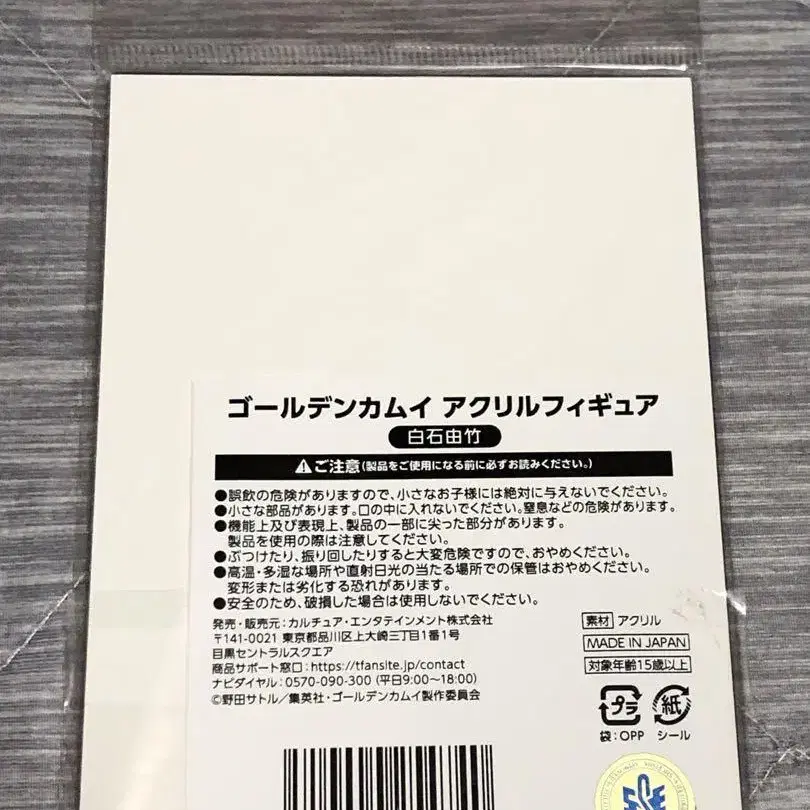 ゴールデンカムイ アクリルフィギュア
白石由竹
⚠ご注意(製品をご使用になる前に必ずお読みください。)
●誤飲の危険がありますので、小さなお子様には絶対に与えないでください。
●小さな部品があります。口の中に入れないでください。窒息などの危険があります。
●機能上及び表現上、製品の一部に尖った部分があります。
製品を使用の際は注意してください。
●ぶつけたり、振り回したりすると大変危険ですので、おやめください。
●高温・多湿な場所や直射日光の当たる場所での保管はおやめください。
変形または劣化する恐れがあります。
●安全のため、破損した場合は使用しないでください。
発売・販売元:カルチュア・エンタテインメント株式会社
〒141-0021 東京都品川区上大崎三丁目1番1号
目黒セントラルスクエア
商品サポート窓口:https://tfansite.jp/contact
ナビダイヤル:0570-090-300 (平日9:00~18:00)
©野田サトル/集英社・ゴールデンカムイ製作委員会
素材 アクリル
MADE IN JAPAN
対象年齢15歳以上
プラ 紙
袋:OPP シール